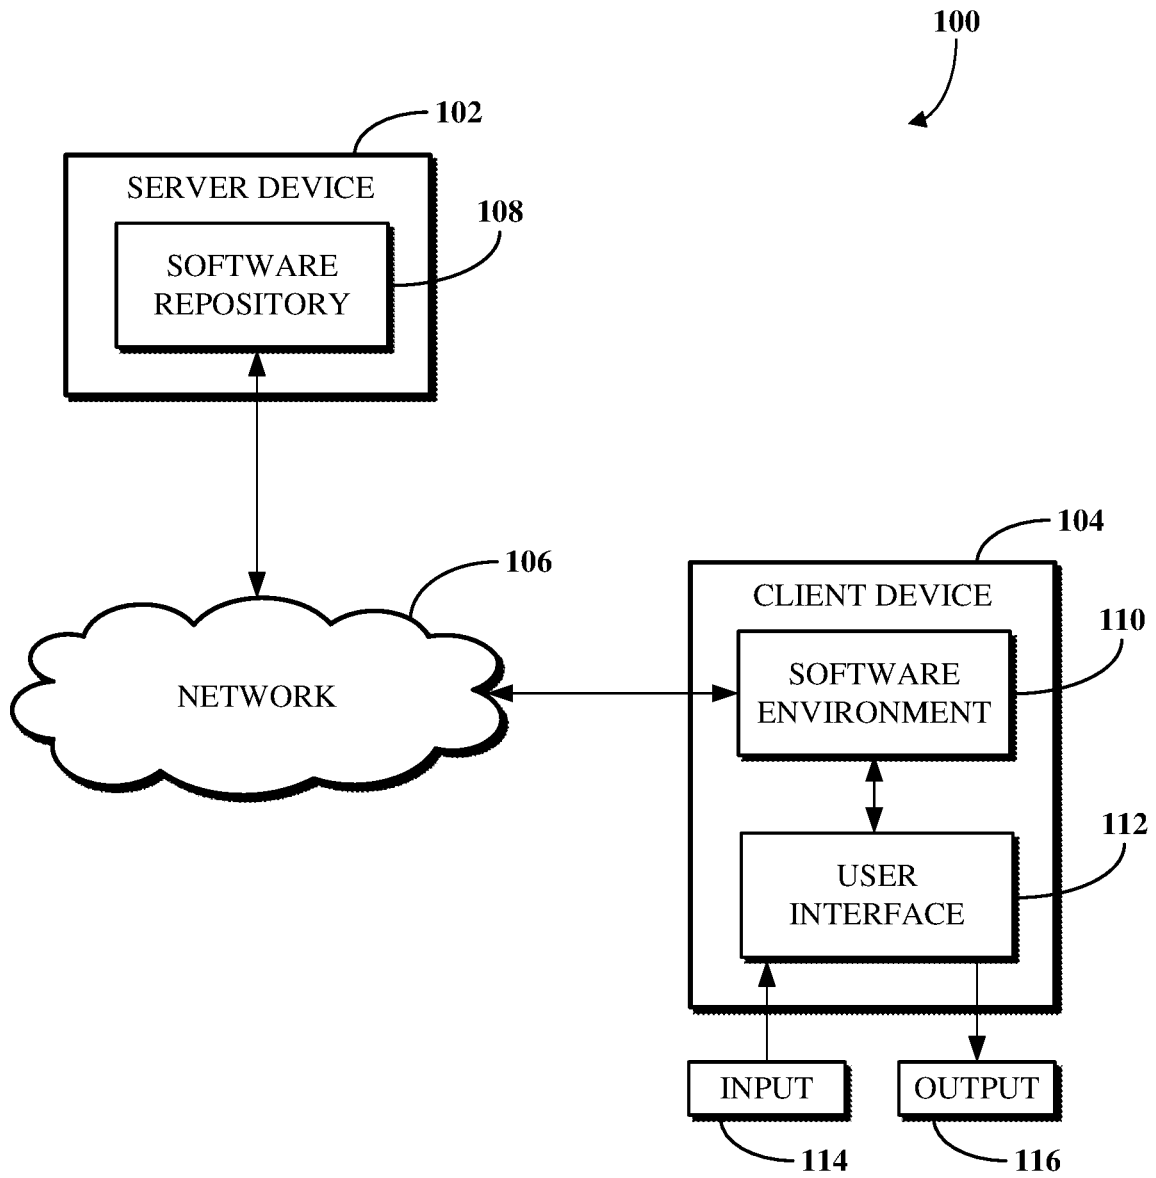 100
102
SERVER DEVICE
108
SOFTWARE
REPOSITORY
104
106
CLIENT DEVICE
110
SOFTWARE
ENVIRONMENT
NETWORK
112
USER
INTERFACE
INPUT
OUTPUT
114
116